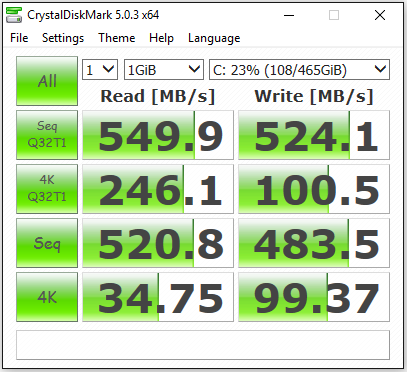 CrystalDiskMark 5.0.3 x64
File Settings Theme Help Language
All 1 1GiB C: 23% (108/465GiB)
Read [MB/s] Write [MB/s]
Seq
Q32T1 549.9 524.1
4K
Q32T1 246.1 100.5
Seq 520.8 483.5
4K 34.75 99.37